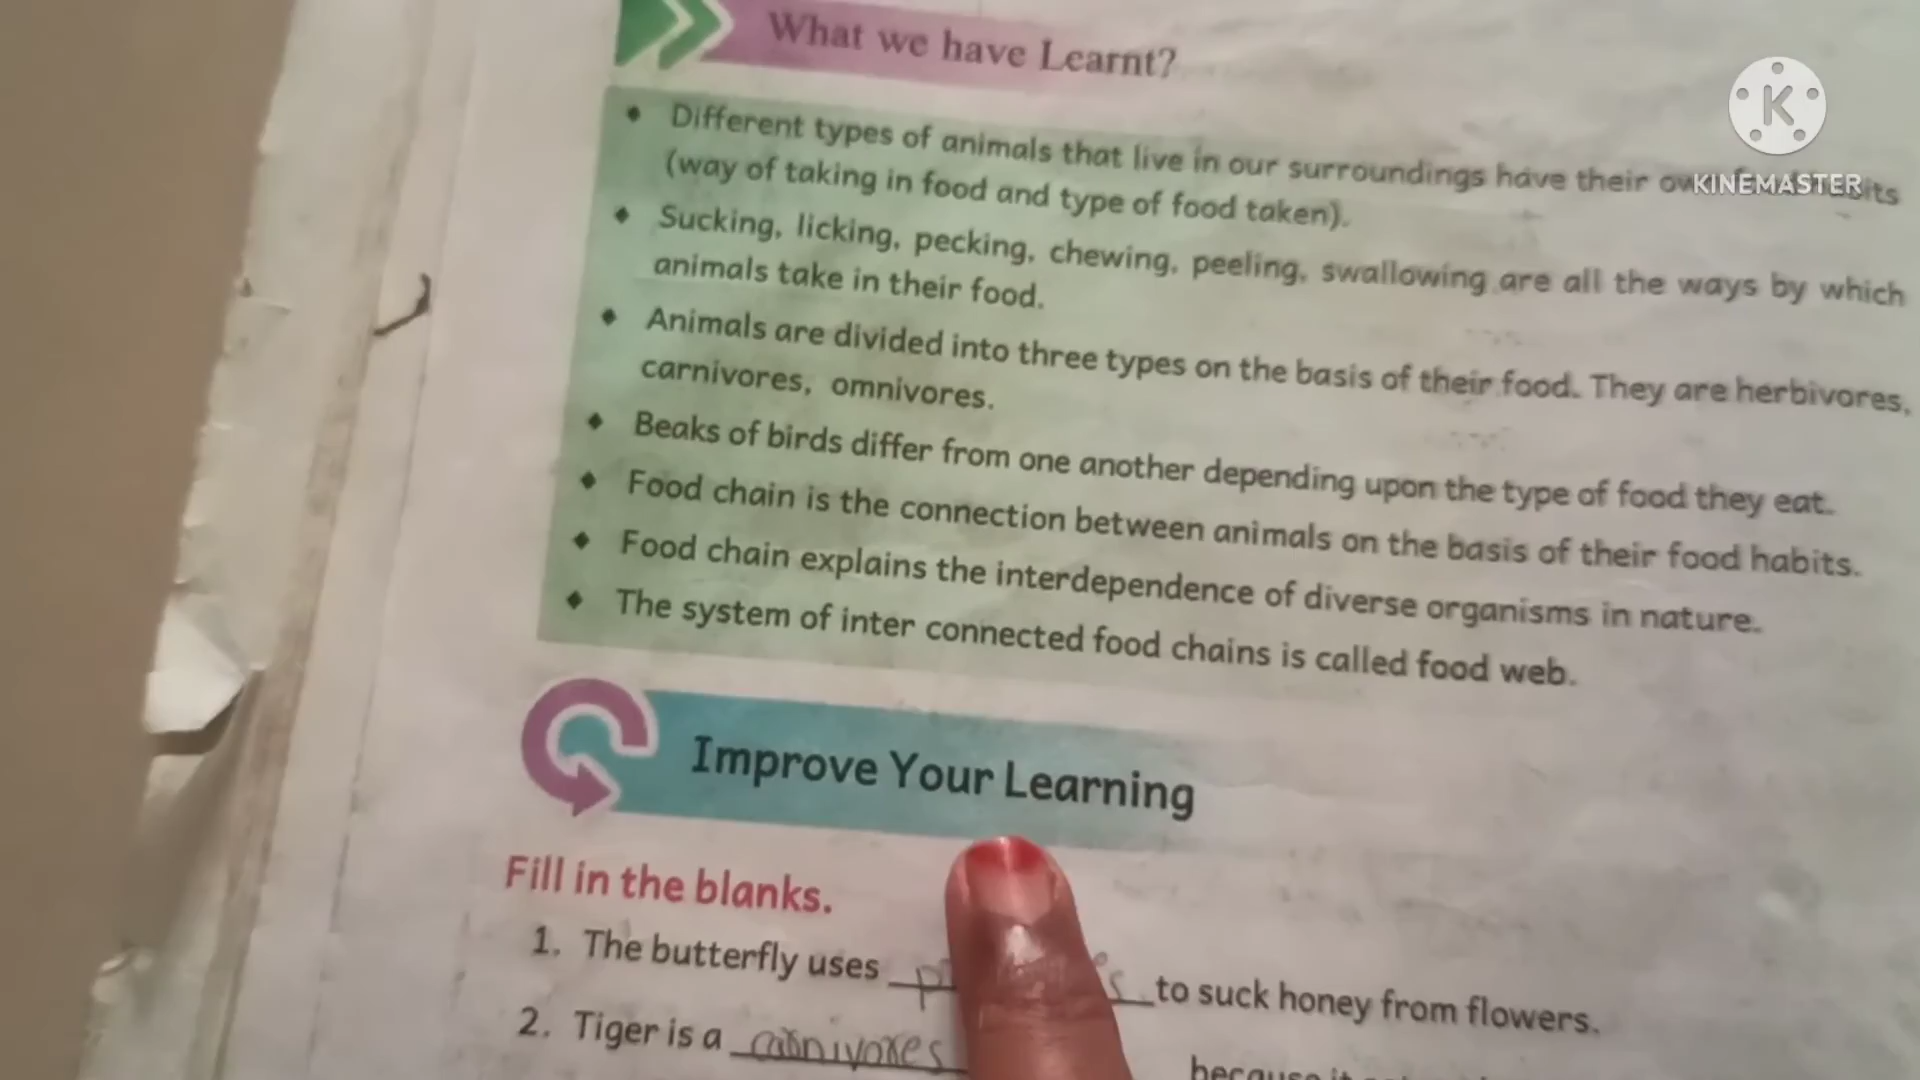 What we have Learnt?
K
KINEMASTER
◆ Different types of animals that live in our surroundings have their
(way of taking in food and type of food taken).
◆ Sucking, licking, pecking, chewing, peeling, swallowing are all the ways by which
animals take in their food.
◆ Animals are divided into three types on the basis of their food. They are herbivores,
carnivores, omnivores.
◆ Beaks of birds differ from one another depending upon the type of food they eat.
◆ Food chain is the connection between animals on the basis of their food habits.
◆ Food chain explains the interdependence of diverse organisms in nature.
◆ The system of inter connected food chains is called food web.
Improve Your Learning
Fill in the blanks.
1. The butterfly uses to suck honey from flowers.
2. Tiger is a carnivores because it